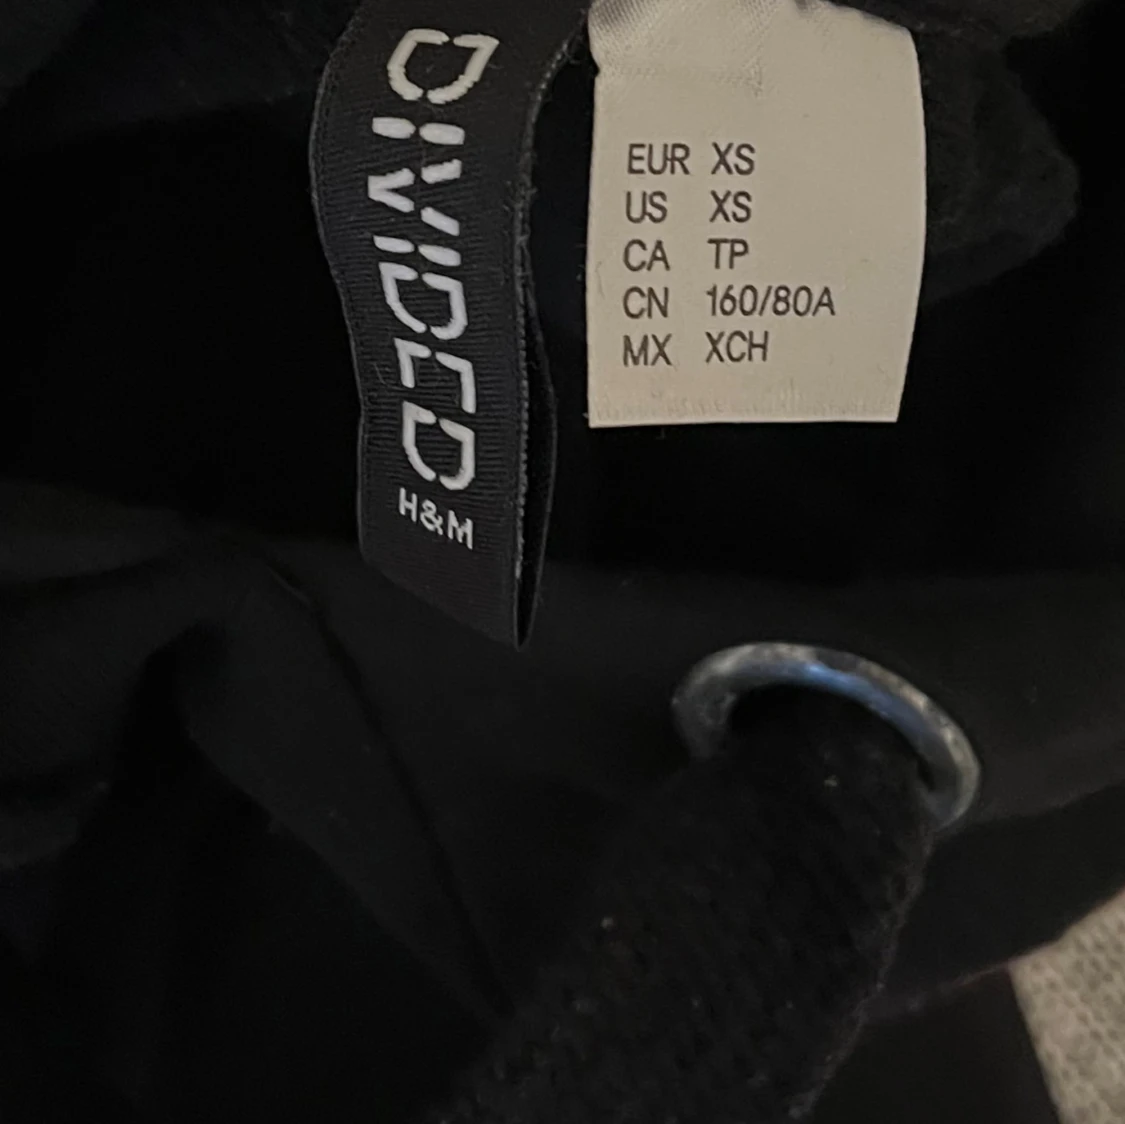 DIVIDED
H&M
EUR XS
US XS
CA TP
CN 160/80A
MX XCH